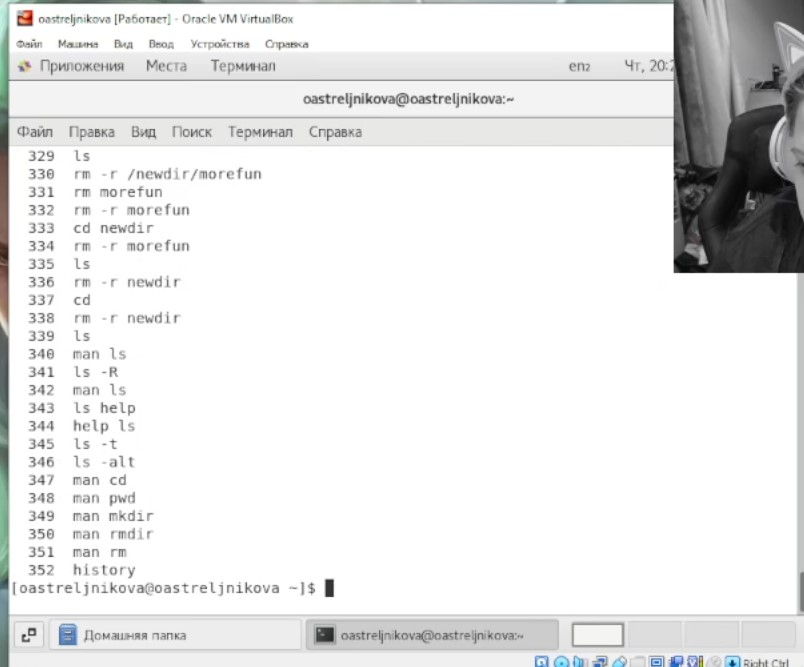 oastreljnikova [Работает] - Oracle VM VirtualBox
Файл Машина Вид Ввод Устройства Справка
Приложения Места Терминал en₂ Чт, 20:
oastreljnikova@oastreljnikova:~
Файл Правка Вид Поиск Терминал Справка
329 ls
330 rm -r /newdir/morefun
331 rm morefun
332 rm -r morefun
333 cd newdir
334 rm -r morefun
335 ls
336 rm -r newdir
337 cd
338 rm -r newdir
339 ls
340 man ls
341 ls -R
342 man ls
343 ls help
344 help ls
345 ls -t
346 ls -alt
347 man cd
348 man pwd
349 man mkdir
350 man rmdir
351 man rm
352 history
[oastreljnikova@oastreljnikova ~]$
Домашняя папка oastreljnikova@oastreljnikova:~
Right Ctrl